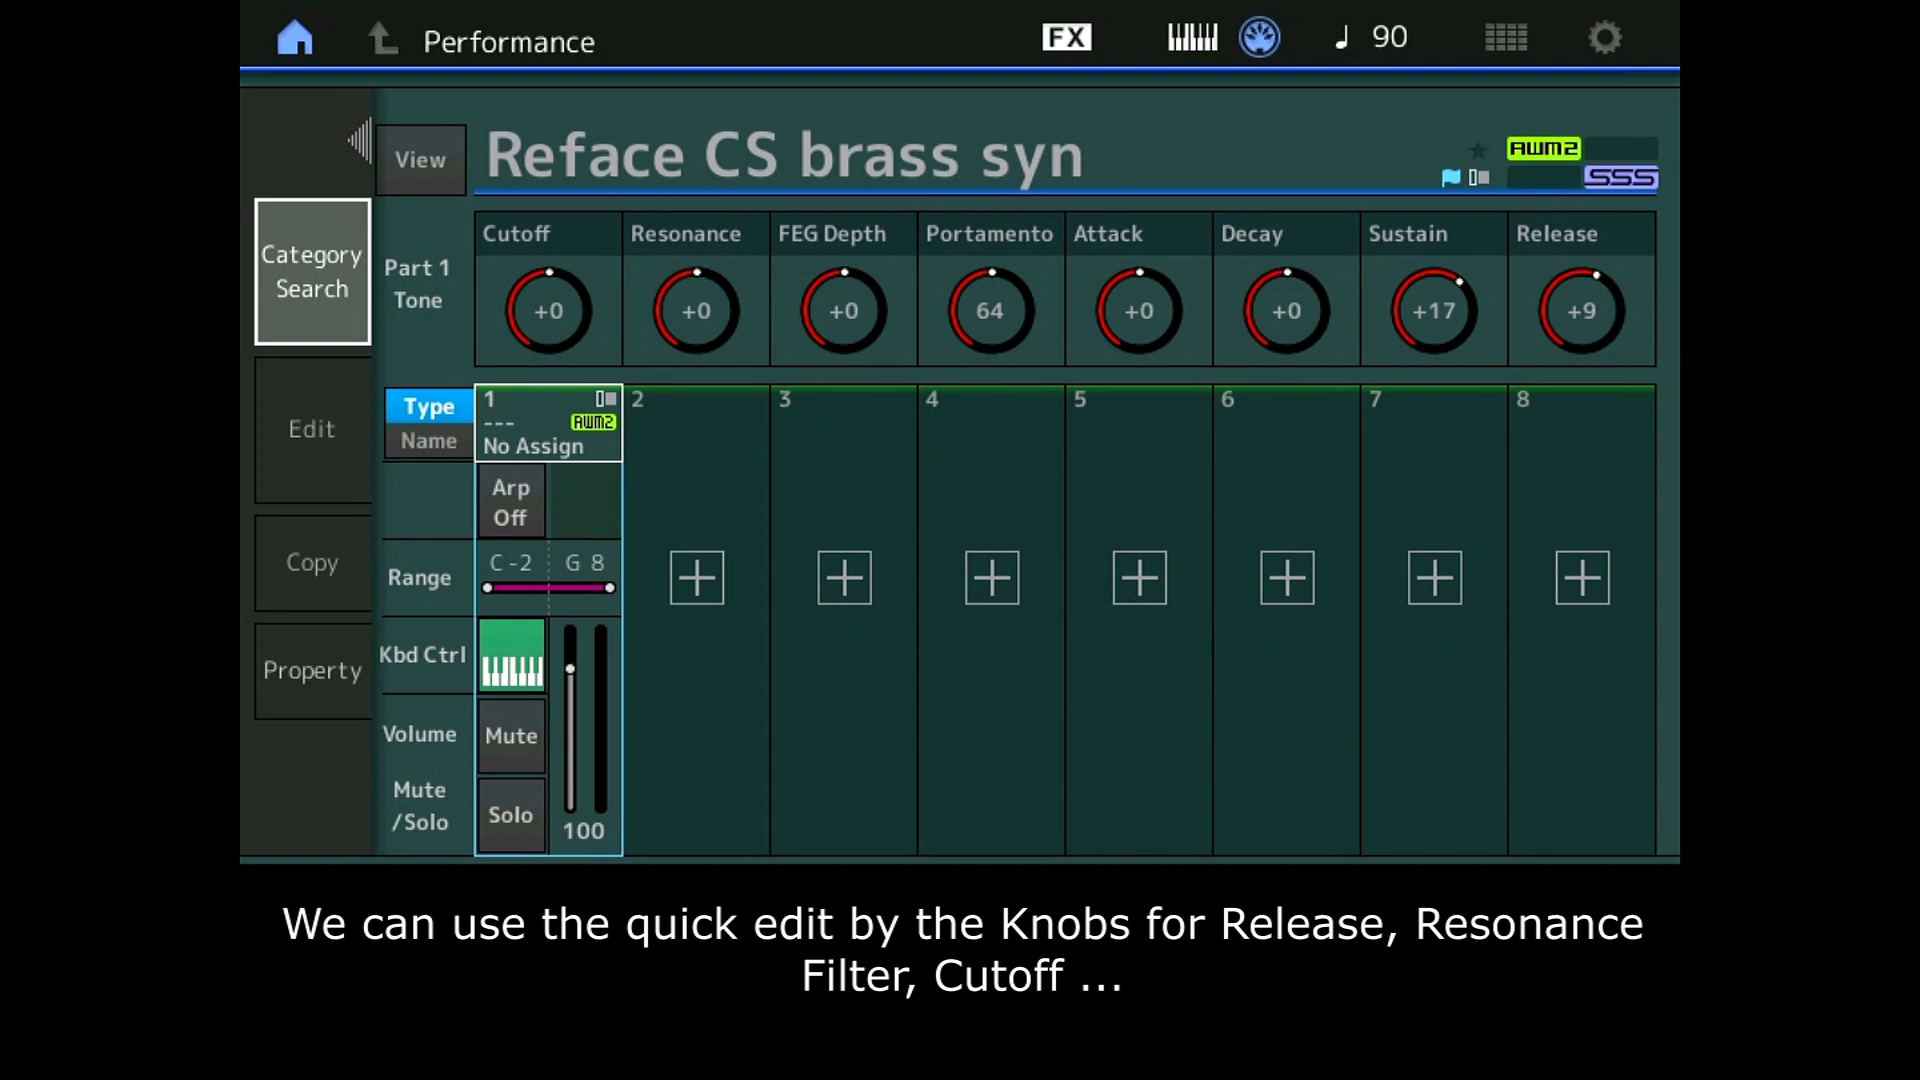 Performance
FX
90
View
Reface CS brass syn
AWM2
SSS
Category
Search
Edit
Copy
Property
Part 1
Tone
Cutoff
+0
Resonance
+0
FEG Depth
+0
Portamento
64
Attack
+0
Decay
+0
Sustain
+17
Release
+9
Type
Name
1
---
AWM2
No Assign
2
3
4
5
6
7
8
Arp
Off
Range
C -2
G 8
Kbd Ctrl
Volume
Mute
/Solo
Mute
Solo
100
We can use the quick edit by the Knobs for Release, Resonance
Filter, Cutoff ...